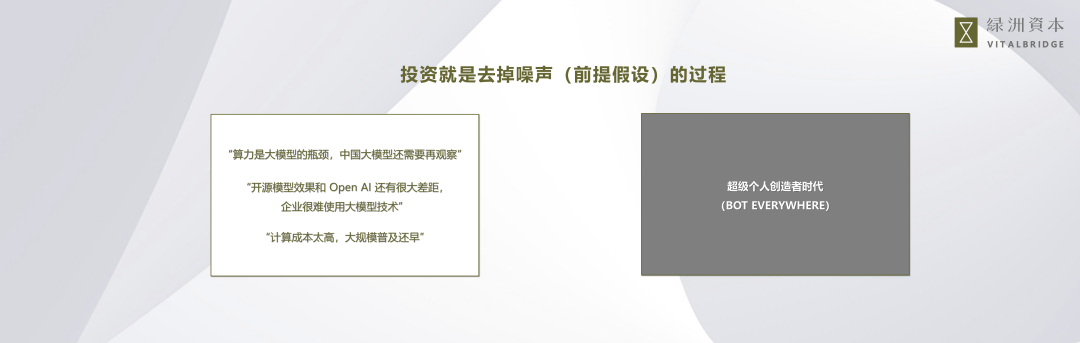 绿洲資本
VITALBRIDGE
投资就是去掉噪声（前提假设）的过程
“算力是大模型的瓶颈，中国大模型还需要再观察”
“开源模型效果和 Open AI 还有很大差距，
企业很难使用大模型技术”
“计算成本太高，大规模普及还早”
超级个人创造者时代
（BOT EVERYWHERE）